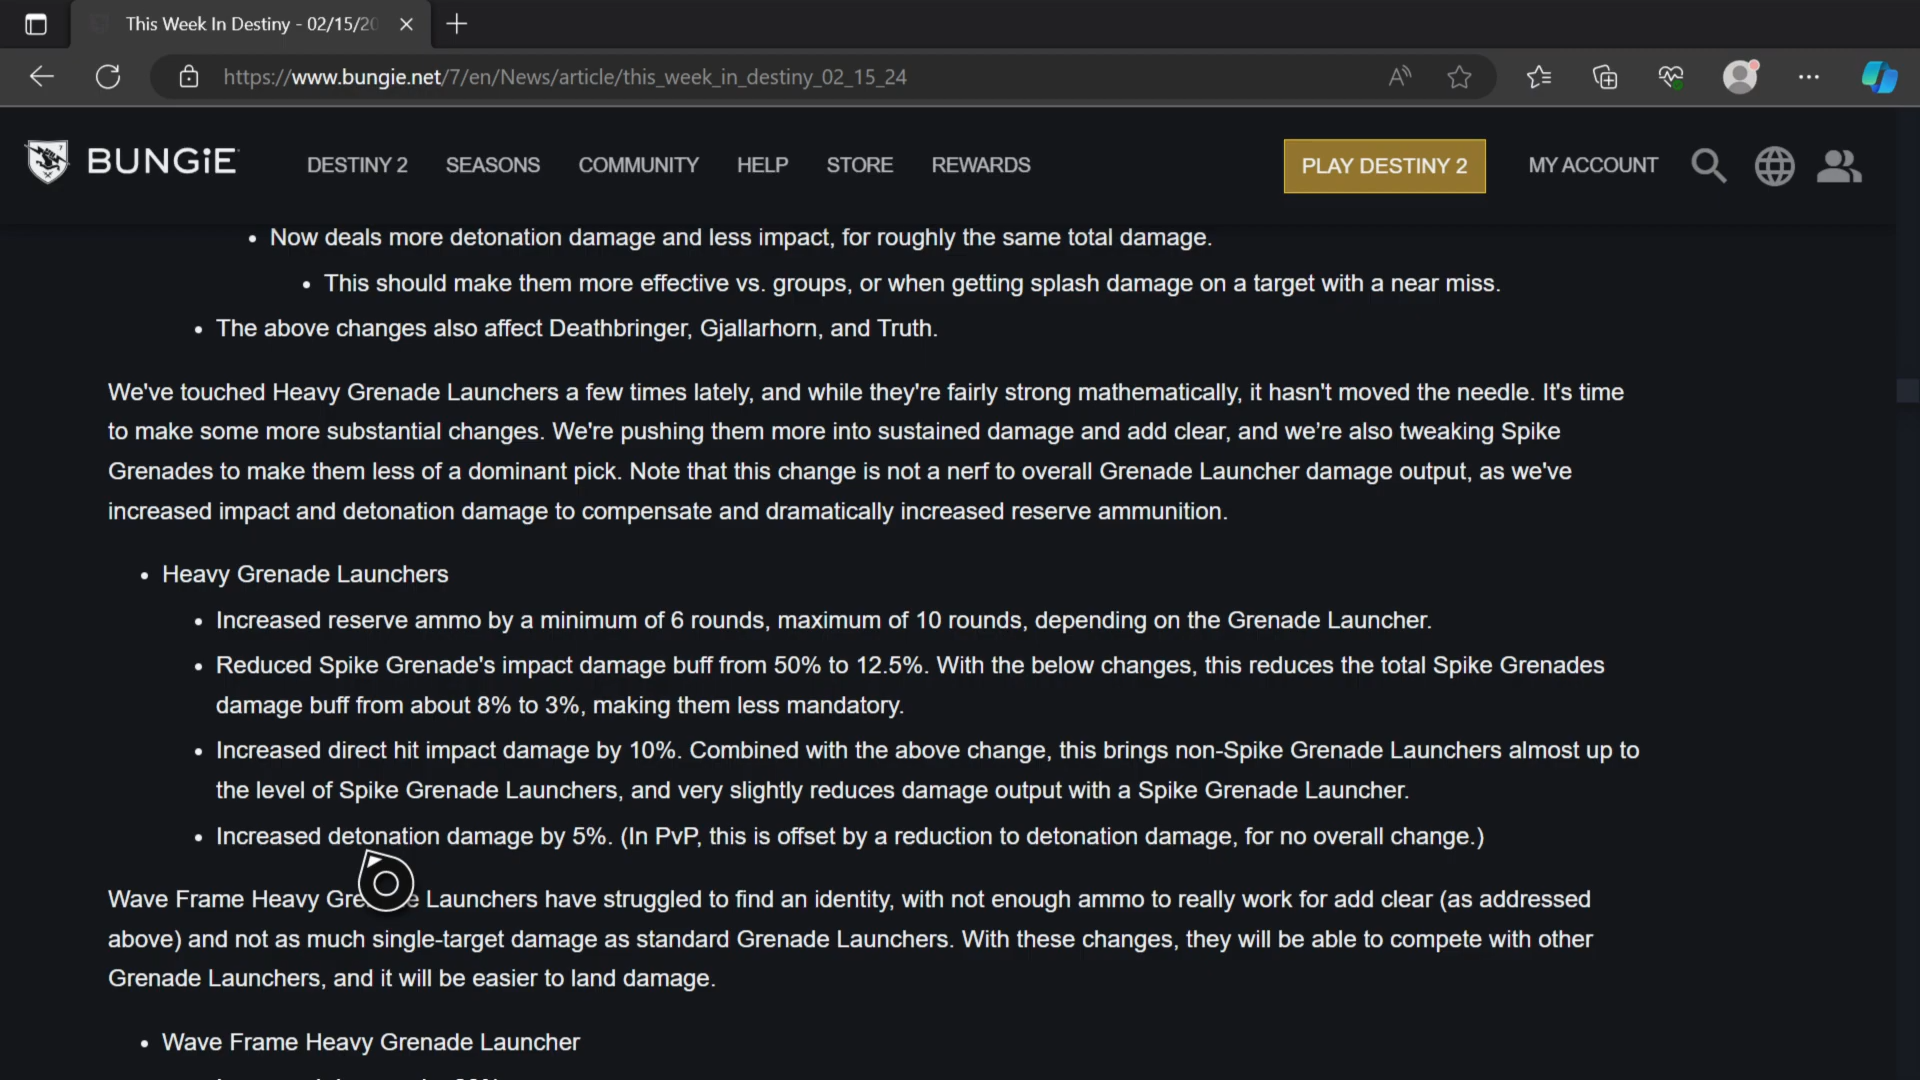 This Week In Destiny - 02/15/20
https://www.bungie.net/7/en/News/article/this_week_in_destiny_02_15_24
BUNGiE
DESTINY 2 SEASONS COMMUNITY HELP STORE REWARDS
PLAY DESTINY 2 MY ACCOUNT
• Now deals more detonation damage and less impact, for roughly the same total damage.
• This should make them more effective vs. groups, or when getting splash damage on a target with a near miss.
• The above changes also affect Deathbringer, Gjallarhorn, and Truth.
We've touched Heavy Grenade Launchers a few times lately, and while they're fairly strong mathematically, it hasn't moved the needle. It's time
to make some more substantial changes. We're pushing them more into sustained damage and add clear, and we’re also tweaking Spike
Grenades to make them less of a dominant pick. Note that this change is not a nerf to overall Grenade Launcher damage output, as we've
increased impact and detonation damage to compensate and dramatically increased reserve ammunition.
• Heavy Grenade Launchers
• Increased reserve ammo by a minimum of 6 rounds, maximum of 10 rounds, depending on the Grenade Launcher.
• Reduced Spike Grenade's impact damage buff from 50% to 12.5%. With the below changes, this reduces the total Spike Grenades
damage buff from about 8% to 3%, making them less mandatory.
• Increased direct hit impact damage by 10%. Combined with the above change, this brings non-Spike Grenade Launchers almost up to
the level of Spike Grenade Launchers, and very slightly reduces damage output with a Spike Grenade Launcher.
• Increased detonation damage by 5%. (In PvP, this is offset by a reduction to detonation damage, for no overall change.)
Wave Frame Heavy Gre e Launchers have struggled to find an identity, with not enough ammo to really work for add clear (as addressed
above) and not as much single-target damage as standard Grenade Launchers. With these changes, they will be able to compete with other
Grenade Launchers, and it will be easier to land damage.
• Wave Frame Heavy Grenade Launcher